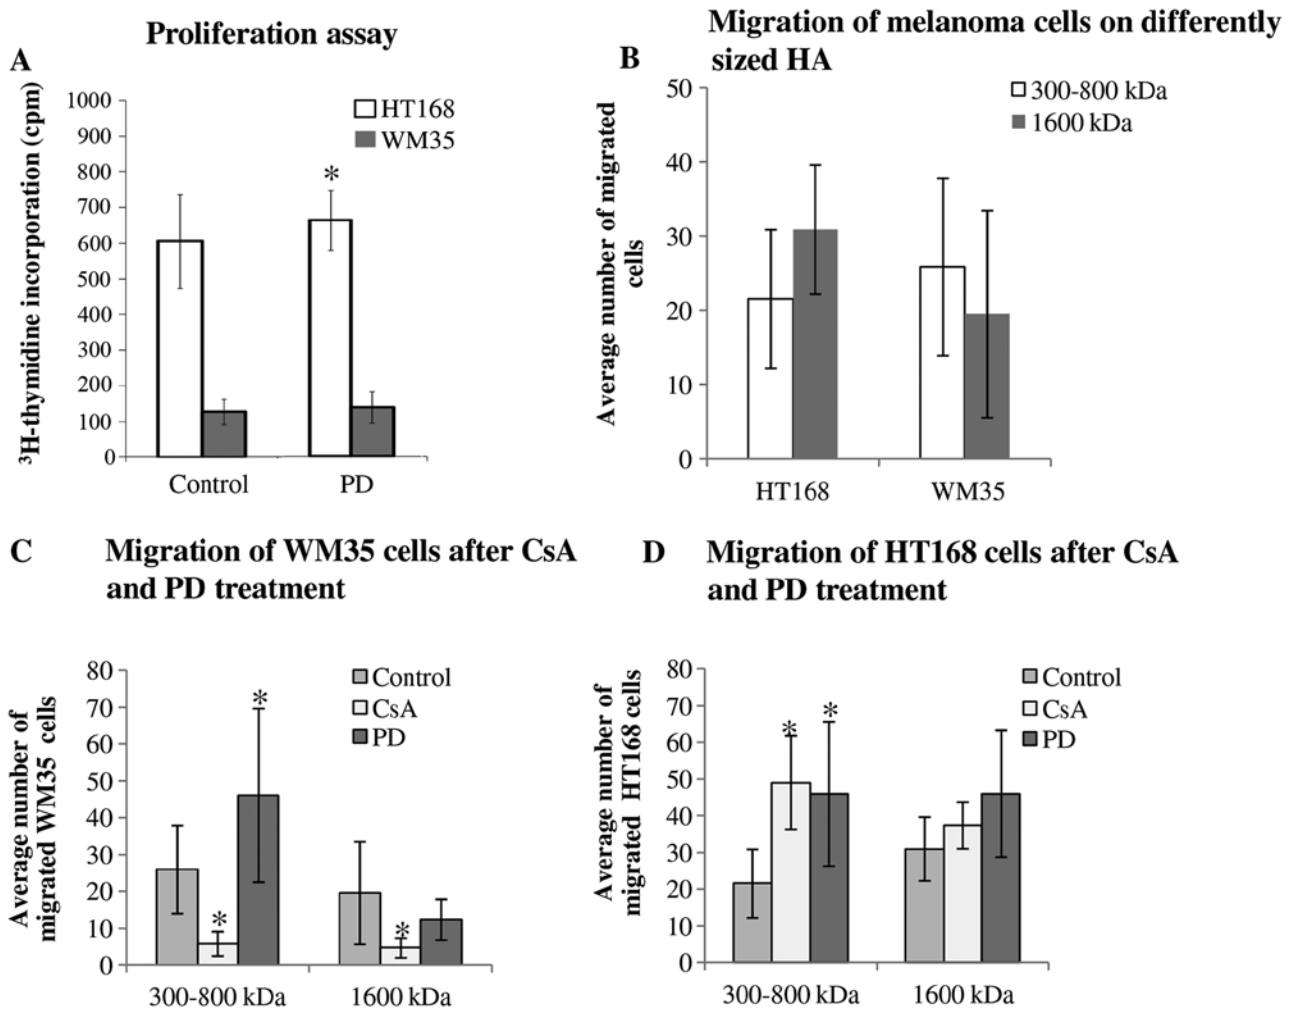 A
Proliferation assay
³H-thymidine incorporation (cpm)
1000
900
800
700
600
500
400
300
200
100
0
HT168
WM35
*
Control
PD
B
Migration of melanoma cells on differently
sized HA
Average number of migrated
cells
50
40
30
20
10
0
300-800 kDa
1600 kDa
HT168
WM35
C
Migration of WM35 cells after CsA
and PD treatment
Average number of
migrated WM35 cells
80
70
60
50
40
30
20
10
0
Control
CsA
PD
*
*
*
300-800 kDa
1600 kDa
D
Migration of HT168 cells after CsA
and PD treatment
Average number of
migrated HT168 cells
80
70
60
50
40
30
20
10
0
Control
CsA
PD
*
*
300-800 kDa
1600 kDa